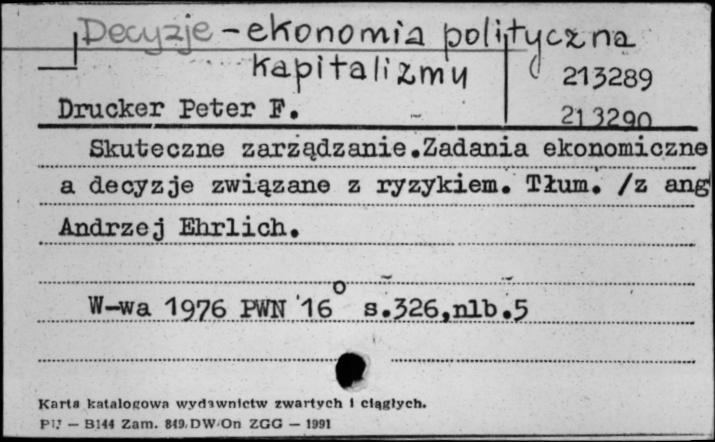 Decyzje – ekonomia polityczna
kapitalizmu
213289
Drucker Peter F.
213290
Skuteczne zarządzanie.Zadania ekonomiczne
a decyzje związane z ryzykiem. Tłum. /z ang
Andrzej Ehrlich.
W-wa 1976 PWN 16° s.326,nlb.5
Karta katalogowa wydawnictw zwartych i ciągłych.
PU – B144 Zam. 849. DW On ZGG – 1991